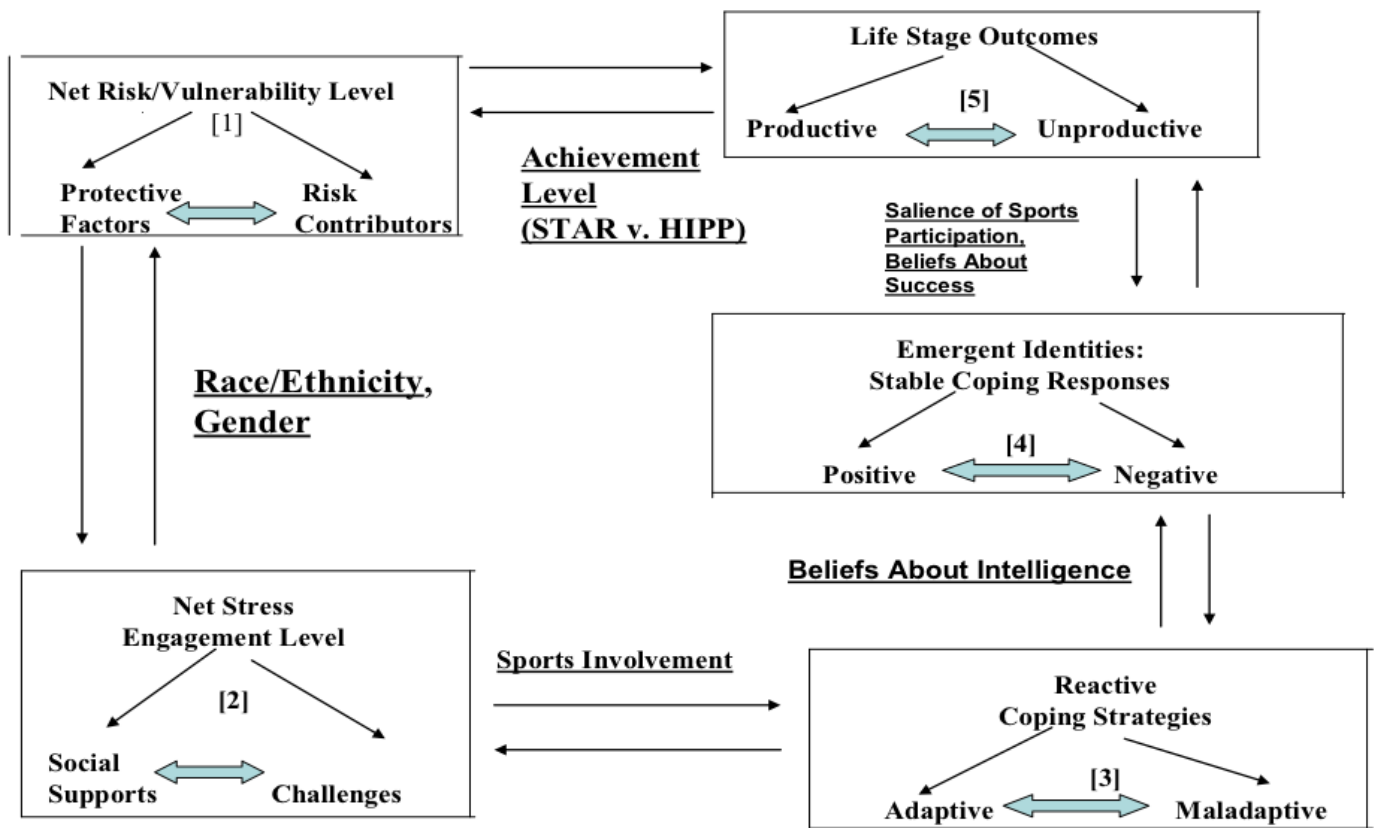 Net Risk/Vulnerability Level
[1]
Protective
Factors
Risk
Contributors
Achievement
Level
(STAR v. HIPP)
Life Stage Outcomes
[5]
Productive
Unproductive
Salience of Sports
Participation,
Beliefs About
Success
Race/Ethnicity,
Gender
Emergent Identities:
Stable Coping Responses
[4]
Positive
Negative
Beliefs About Intelligence
Net Stress
Engagement Level
[2]
Social
Supports
Challenges
Sports Involvement
Reactive
Coping Strategies
[3]
Adaptive
Maladaptive